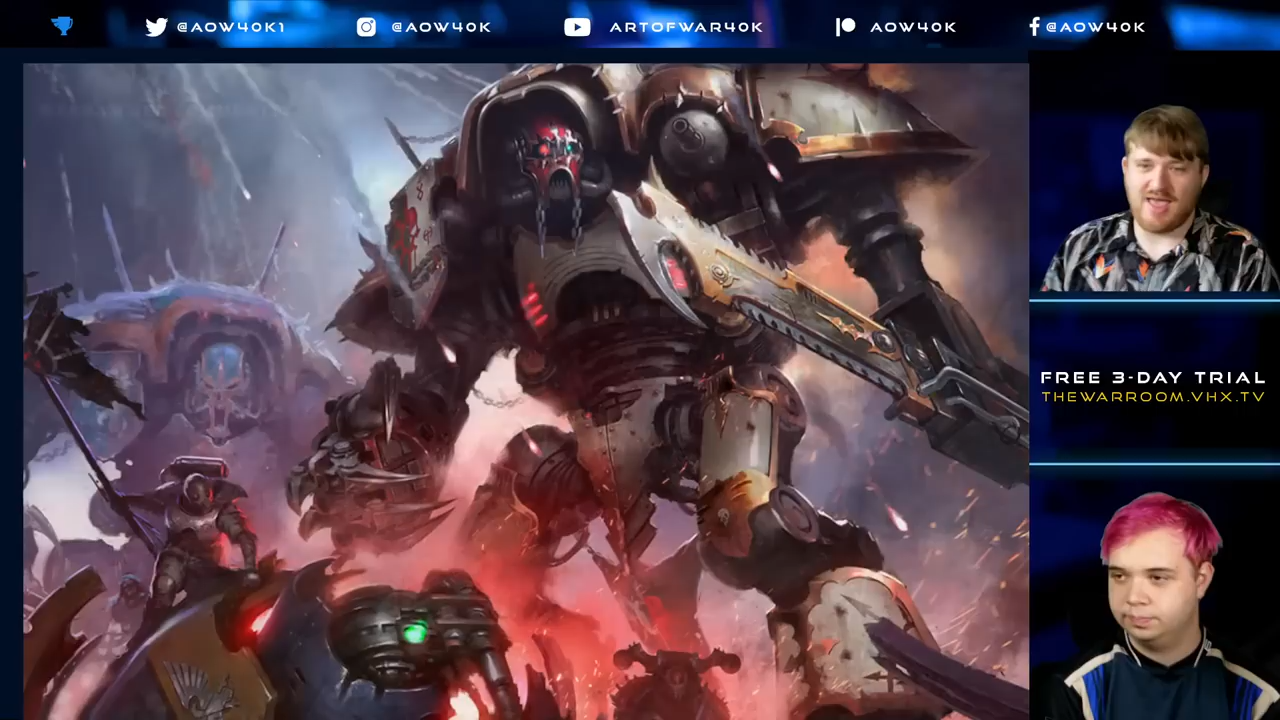 @AOW40K1
@AOW40K
ARTOFWAR40K
AOW40K
@AOW40K
FREE 3-DAY TRIAL
THEWARROOM.VHX.TV